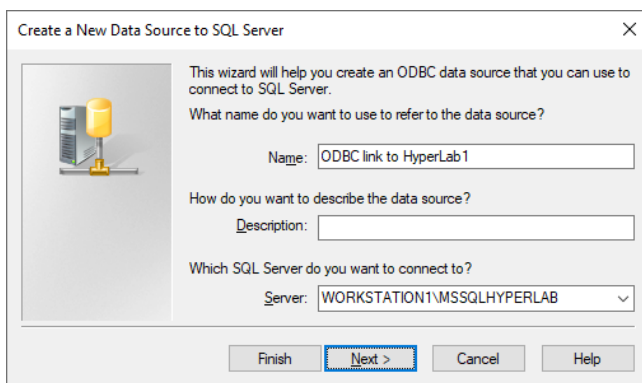 Create a New Data Source to SQL Server
This wizard will help you create an ODBC data source that you can use to
connect to SQL Server.
What name do you want to use to refer to the data source?
Name: ODBC link to HyperLab1
How do you want to describe the data source?
Description:
Which SQL Server do you want to connect to?
Server: WORKSTATION1\MSSQLHYPERLAB
Finish Next > Cancel Help